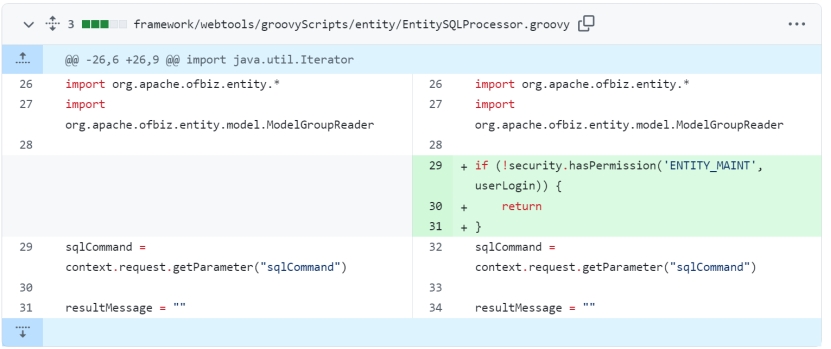 3 framework/webtools/groovyScripts/entity/EntitySQLProcessor.groovy
@@ -26,6 +26,9 @@ import java.util.Iterator
26 import org.apache.ofbiz.entity.*
27 import
org.apache.ofbiz.entity.model.ModelGroupReader
28
29 sqlCommand =
context.request.getParameter("sqlCommand")
30
31 resultMessage = ""
26 import org.apache.ofbiz.entity.*
27 import
org.apache.ofbiz.entity.model.ModelGroupReader
28
29 + if (!security.hasPermission('ENTITY_MAINT',
userLogin)) {
30 + return
31 + }
32 sqlCommand =
context.request.getParameter("sqlCommand")
33
34 resultMessage = ""